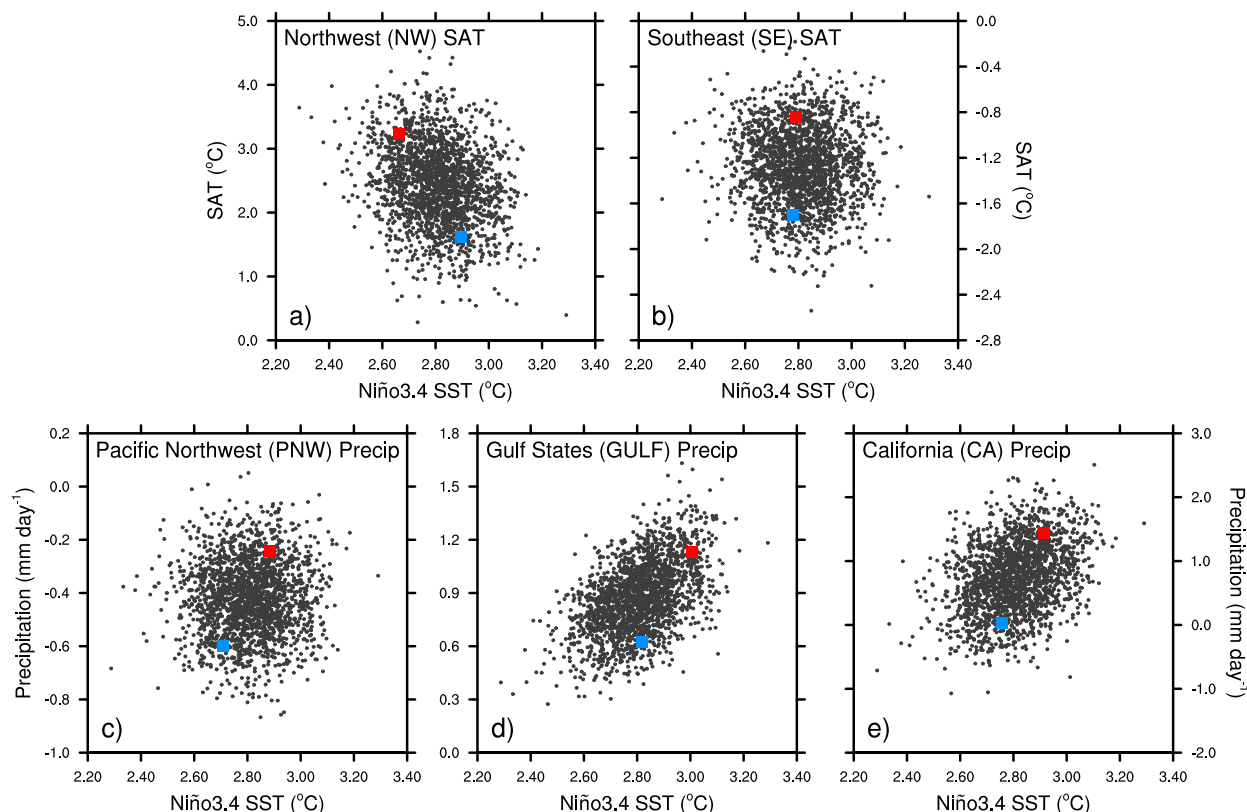 Northwest (NW) SAT
Southeast (SE) SAT
5.0
4.0
3.0
2.0
1.0
0.0
SAT (°C)
a)
2.20 2.40 2.60 2.80 3.00 3.20 3.40
Niño3.4 SST (°C)
0.0
-0.4
-0.8
-1.2
-1.6
-2.0
-2.4
-2.8
SAT (°C)
b)
2.20 2.40 2.60 2.80 3.00 3.20 3.40
Niño3.4 SST (°C)
Pacific Northwest (PNW) Precip
0.2
0.0
-0.2
-0.4
-0.6
-0.8
-1.0
Precipitation (mm day⁻¹)
c)
2.20 2.40 2.60 2.80 3.00 3.20 3.40
Niño3.4 SST (°C)
Gulf States (GULF) Precip
1.8
1.5
1.2
0.9
0.6
0.3
0.0
d)
2.20 2.40 2.60 2.80 3.00 3.20 3.40
Niño3.4 SST (°C)
California (CA) Precip
3.0
2.0
1.0
0.0
-1.0
-2.0
Precipitation (mm day⁻¹)
e)
2.20 2.40 2.60 2.80 3.00 3.20 3.40
Niño3.4 SST (°C)